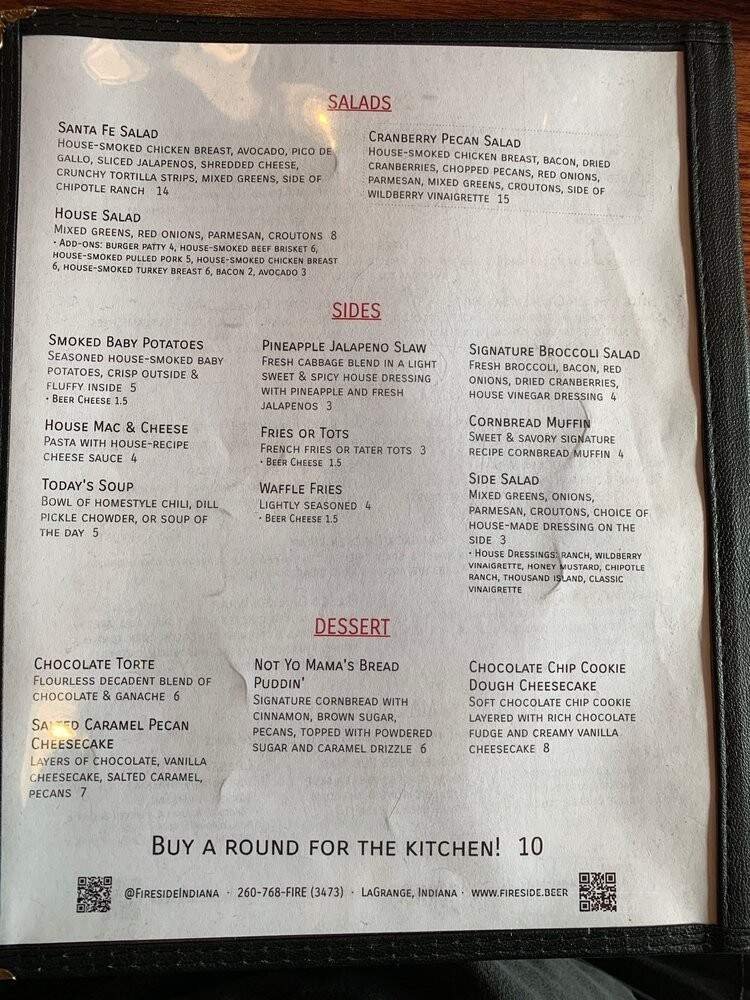 SALADS
SANTA FE SALAD
HOUSE-SMOKED CHICKEN BREAST, AVOCADO, PICO DE
GALLO, SLICED JALAPENOS, SHREDDED CHEESE,
CRUNCHY TORTILLA STRIPS, MIXED GREENS, SIDE OF
CHIPOTLE RANCH 14
CRANBERRY PECAN SALAD
HOUSE-SMOKED CHICKEN BREAST, BACON, DRIED
CRANBERRIES, CHOPPED PECANS, RED ONIONS,
PARMESAN, MIXED GREENS, CROUTONS, SIDE OF
WILDBERRY VINAIGRETTE 15
HOUSE SALAD
MIXED GREENS, RED ONIONS, PARMESAN, CROUTONS 8
• ADD-ONS: BURGER PATTY 4, HOUSE-SMOKED BEEF BRISKET 6,
HOUSE-SMOKED PULLED PORK 5, HOUSE-SMOKED CHICKEN BREAST
6, HOUSE-SMOKED TURKEY BREAST 6, BACON 2, AVOCADO 3
SIDES
SMOKED BABY POTATOES
SEASONED HOUSE-SMOKED BABY
POTATOES, CRISP OUTSIDE &
FLUFFY INSIDE 5
• BEER CHEESE 1.5
HOUSE MAC & CHEESE
PASTA WITH HOUSE-RECIPE
CHEESE SAUCE 4
TODAY'S SOUP
BOWL OF HOMESTYLE CHILI, DILL
PICKLE CHOWDER, OR SOUP OF
THE DAY 5
PINEAPPLE JALAPENO SLAW
FRESH CABBAGE BLEND IN A LIGHT
SWEET & SPICY HOUSE DRESSING
WITH PINEAPPLE AND FRESH
JALAPENOS 3
FRIES OR TOTS
FRENCH FRIES OR TATER TOTS 3
• BEER CHEESE 1.5
WAFFLE FRIES
LIGHTLY SEASONED 4
• BEER CHEESE 1.5
SIGNATURE BROCCOLI SALAD
FRESH BROCCOLI, BACON, RED
ONIONS, DRIED CRANBERRIES,
HOUSE VINEGAR DRESSING 4
CORNBREAD MUFFIN
SWEET & SAVORY SIGNATURE
RECIPE CORNBREAD MUFFIN 4
SIDE SALAD
MIXED GREENS, ONIONS,
PARMESAN, CROUTONS, CHOICE OF
HOUSE-MADE DRESSING ON THE
SIDE 3
• HOUSE DRESSINGS: RANCH, WILDBERRY
VINAIGRETTE, HONEY MUSTARD, CHIPOTLE
RANCH, THOUSAND ISLAND, CLASSIC
VINAIGRETTE
DESSERT
CHOCOLATE TORTE
FLOURLESS DECADENT BLEND OF
CHOCOLATE & GANACHE 6
SALTED CARAMEL PECAN
CHEESECAKE
LAYERS OF CHOCOLATE, VANILLA
CHEESECAKE, SALTED CARAMEL,
PECANS 7
NOT YO MAMA'S BREAD
PUDDIN'
SIGNATURE CORNBREAD WITH
CINNAMON, BROWN SUGAR,
PECANS, TOPPED WITH POWDERED
SUGAR AND CARAMEL DRIZZLE 6
CHOCOLATE CHIP COOKIE
DOUGH CHEESECAKE
SOFT CHOCOLATE CHIP COOKIE
LAYERED WITH RICH CHOCOLATE
FUDGE AND CREAMY VANILLA
CHEESECAKE 8
BUY A ROUND FOR THE KITCHEN! 10
@FIRESIDEINDIANA • 260-768-FIRE (3473) • LAGRANGE, INDIANA • WWW.FIRESIDE.BEER